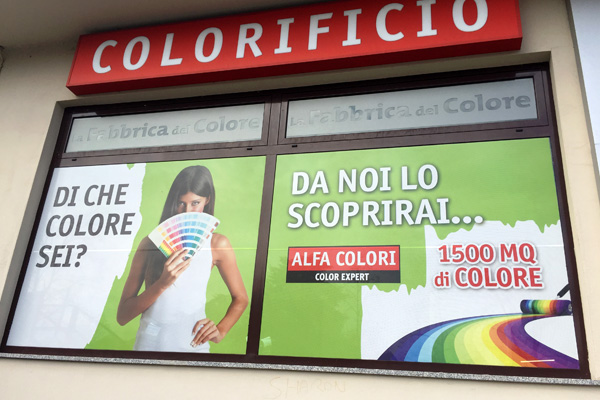 COLORIFICIO
La Fabbrica del Colore
La Fabbrica del Colore
DI CHE
COLORE
SEI?
DA NOI LO
SCOPRIRAI...
ALFA COLORI
COLOR EXPERT
1500 MQ
di COLORE